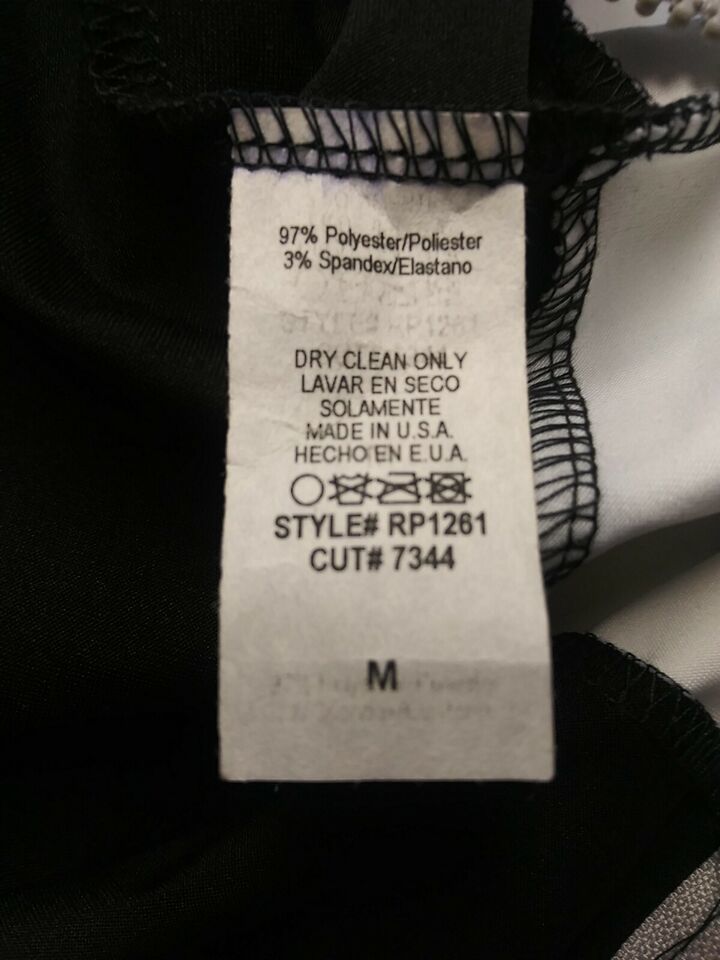 97% Polyester/Poliester
3% Spandex/Elastano
DRY CLEAN ONLY
LAVAR EN SECO
SOLAMENTE
MADE IN U.S.A.
HECHO EN E.U.A.
STYLE# RP1261
CUT# 7344
M